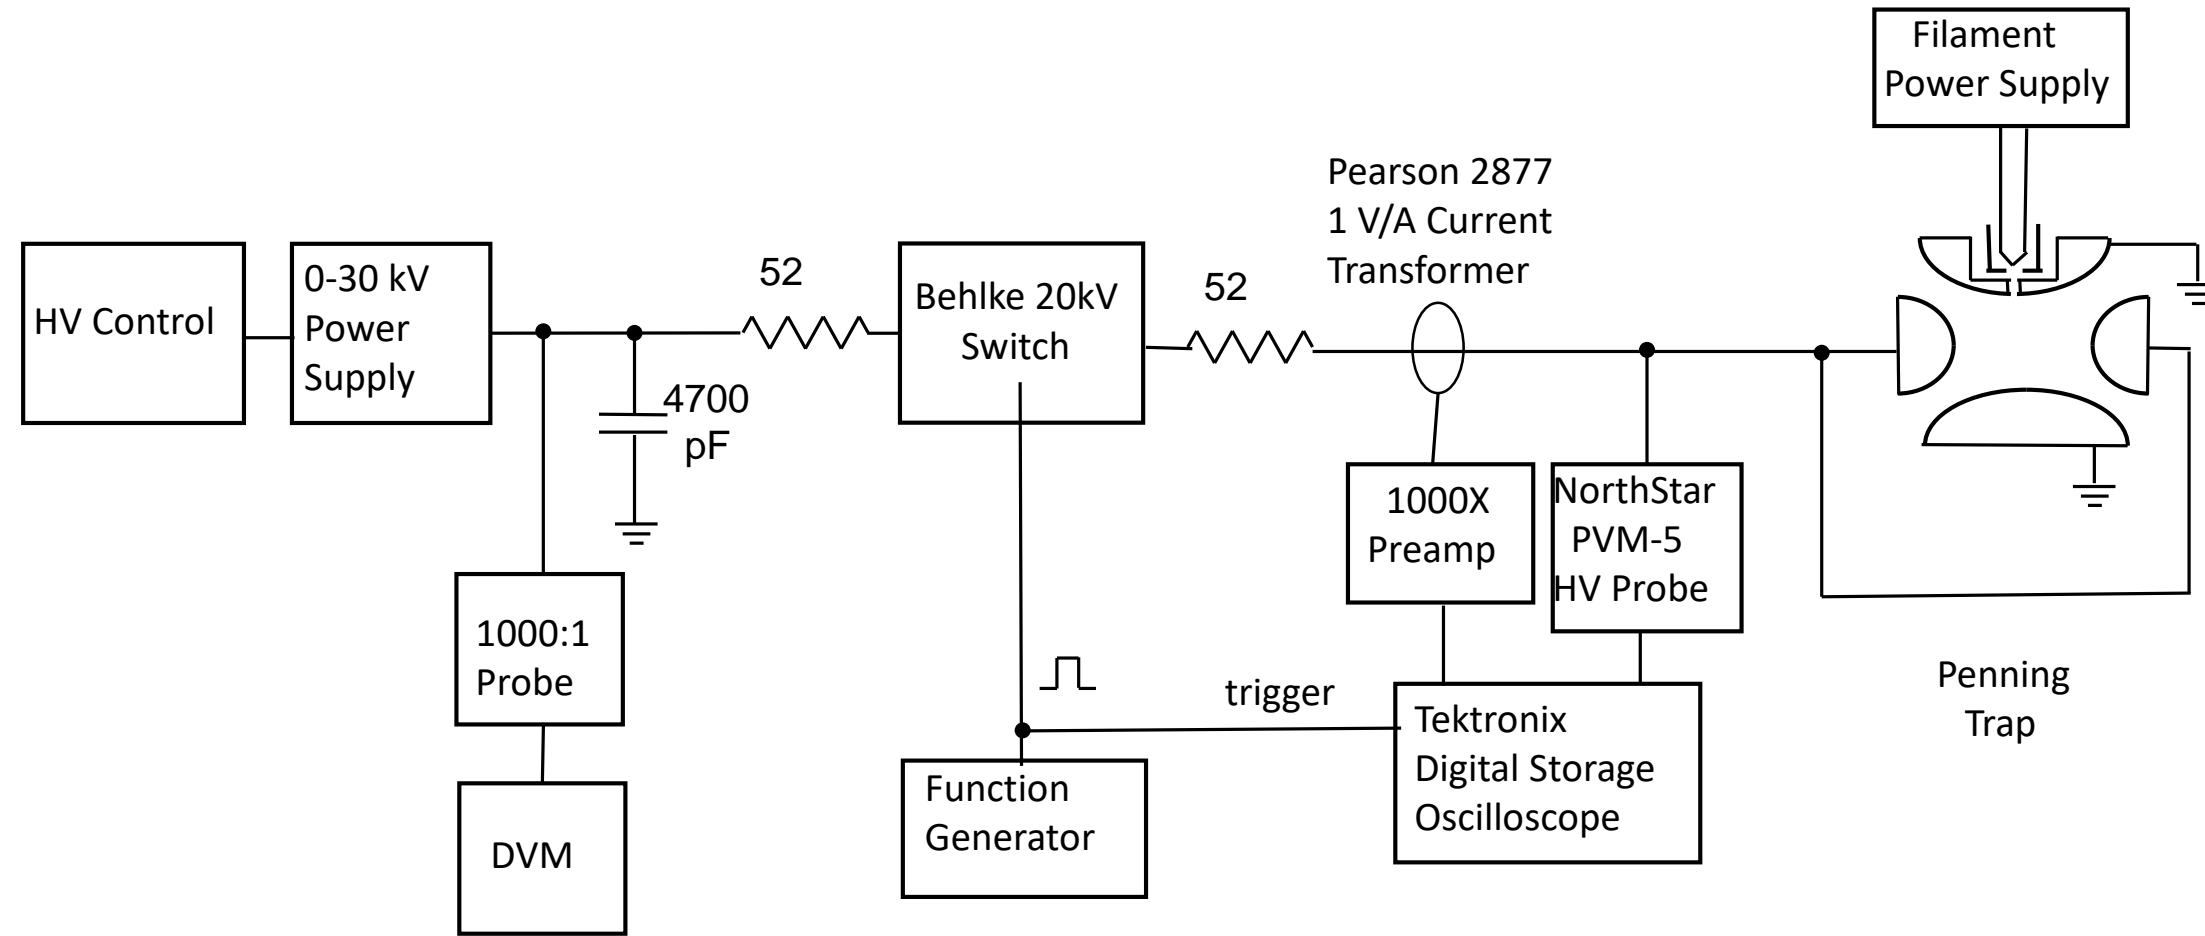 Filament
Power Supply
Pearson 2877
1 V/A Current
Transformer
HV Control
0-30 kV
Power
Supply
52
Behlke 20kV
Switch
52
4700
pF
1000X
Preamp
NorthStar
PVM-5
HV Probe
1000:1
Probe
trigger
Penning
Trap
Tektronix
Digital Storage
Oscilloscope
Function
Generator
DVM